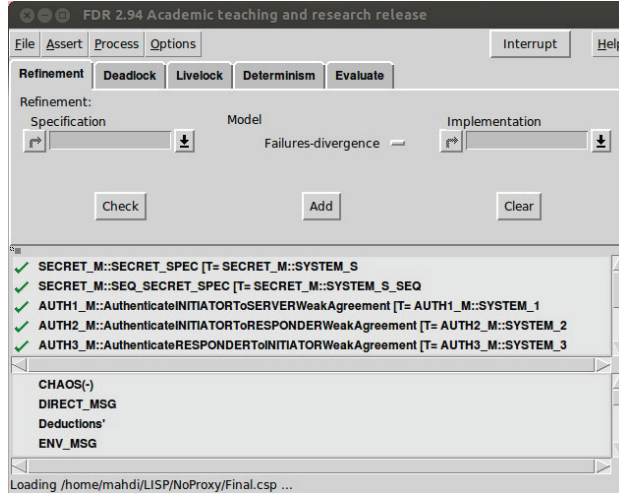 FDR 2.94 Academic teaching and research release
File Assert Process Options Interrupt Help
Refinement Deadlock Livelock Determinism Evaluate
Refinement:
Specification Model Implementation
Failures-divergence
Check Add Clear
SECRET_M::SECRET_SPEC [T= SECRET_M::SYSTEM_S
SECRET_M::SEQ_SECRET_SPEC [T= SECRET_M::SYSTEM_S_SEQ
AUTH1_M::AuthenticateINITIATORToSERVERWeakAgreement [T= AUTH1_M::SYSTEM_1
AUTH2_M::AuthenticateINITIATORToRESPONDERWeakAgreement [T= AUTH2_M::SYSTEM_2
AUTH3_M::AuthenticateRESPONDERToINITIATORWeakAgreement [T= AUTH3_M::SYSTEM_3
CHAOS(-)
DIRECT_MSG
Deductions'
ENV_MSG
Loading /home/mahdi/LISP/NoProxy/Final.csp ...